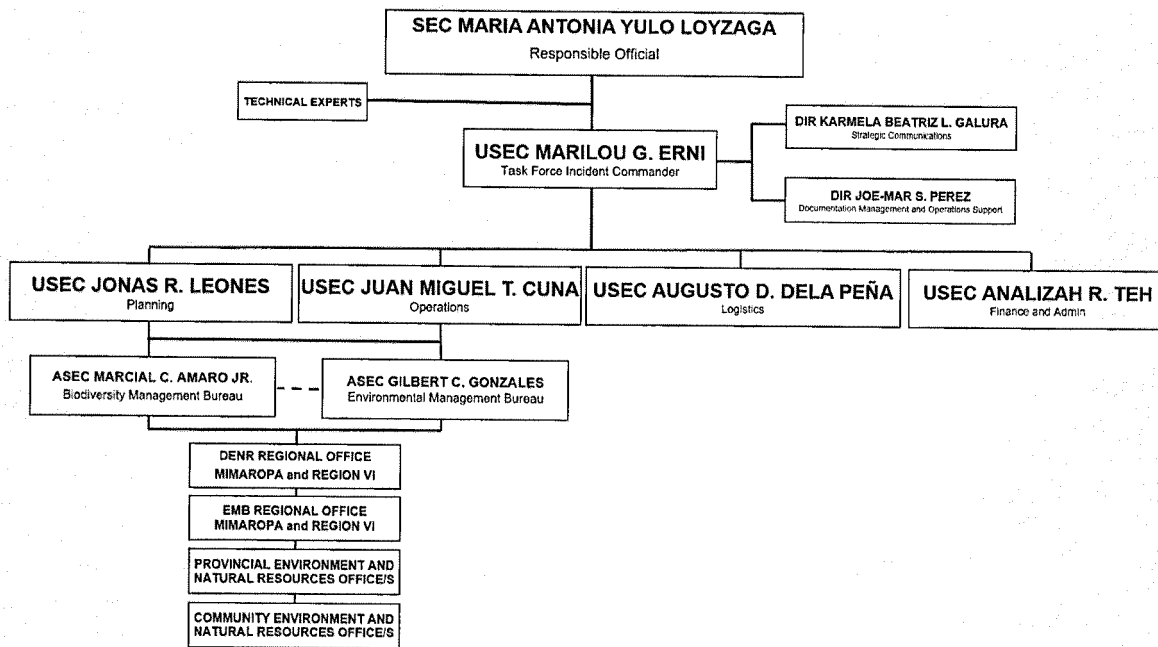 SEC MARIA ANTONIA YULO LOYZAGA
Responsible Official
TECHNICAL EXPERTS
DIR KARMELA BEATRIZ L. GALURA
Strategic Communications
USEC MARILOU G. ERNI
Task Force Incident Commander
DIR JOE-MAR S. PEREZ
Documentation Management and Operations Support
USEC JONAS R. LEONES
Planning
USEC JUAN MIGUEL T. CUNA
Operations
USEC AUGUSTO D. DELA PEÑA
Logistics
USEC ANALIZAH R. TEH
Finance and Admin
ASEC MARCIAL C. AMARO JR.
Biodiversity Management Bureau
ASEC GILBERT C. GONZALES
Environmental Management Bureau
DENR REGIONAL OFFICE
MIMAROPA and REGION VI
EMB REGIONAL OFFICE
MIMAROPA and REGION VI
PROVINCIAL ENVIRONMENT AND
NATURAL RESOURCES OFFICE/S
COMMUNITY ENVIRONMENT AND
NATURAL RESOURCES OFFICE/S